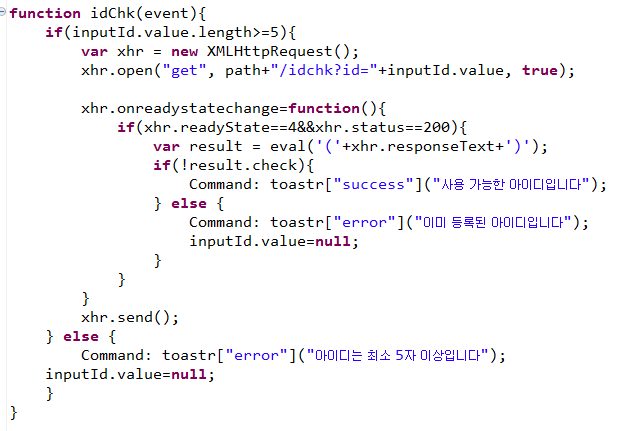 function idChk(event){
    if(inputId.value.length>=5){
        var xhr = new XMLHttpRequest();
        xhr.open("get", path+"/idchk?id="+inputId.value, true);

        xhr.onreadystatechange=function(){
            if(xhr.readyState==4&&xhr.status==200){
                var result = eval('('+xhr.responseText+')');
                if(!result.check){
                    Command: toastr["success"]("사용 가능한 아이디입니다");
                } else {
                    Command: toastr["error"]("이미 등록된 아이디입니다");
                    inputId.value=null;
                }
            }
        }
        xhr.send();
    } else {
        Command: toastr["error"]("아이디는 최소 5자 이상입니다");
    inputId.value=null;
    }
}